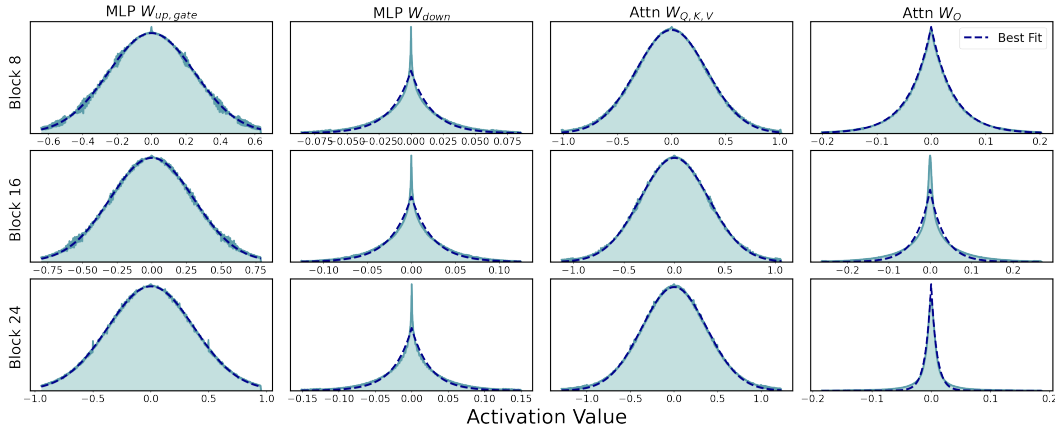 MLP W_up,gate MLP W_down Attn W_Q,K,V Attn W_O
Block 8
Best Fit
−0.6 −0.4 −0.2 0.0 0.2 0.4 0.6
−0.075 −0.050 −0.025 0.000 0.025 0.050 0.075
−1.0 −0.5 0.0 0.5 1.0
−0.2 −0.1 0.0 0.1 0.2
Block 16
−0.75 −0.50 −0.25 0.00 0.25 0.50 0.75
−0.10 −0.05 0.00 0.05 0.10
−1.0 −0.5 0.0 0.5 1.0
−0.2 −0.1 0.0 0.1 0.2
Block 24
−1.0 −0.5 0.0 0.5 1.0
−0.15 −0.10 −0.05 0.00 0.05 0.10 0.15
−1.0 −0.5 0.0 0.5 1.0
−0.2 −0.1 0.0 0.1 0.2
Activation Value